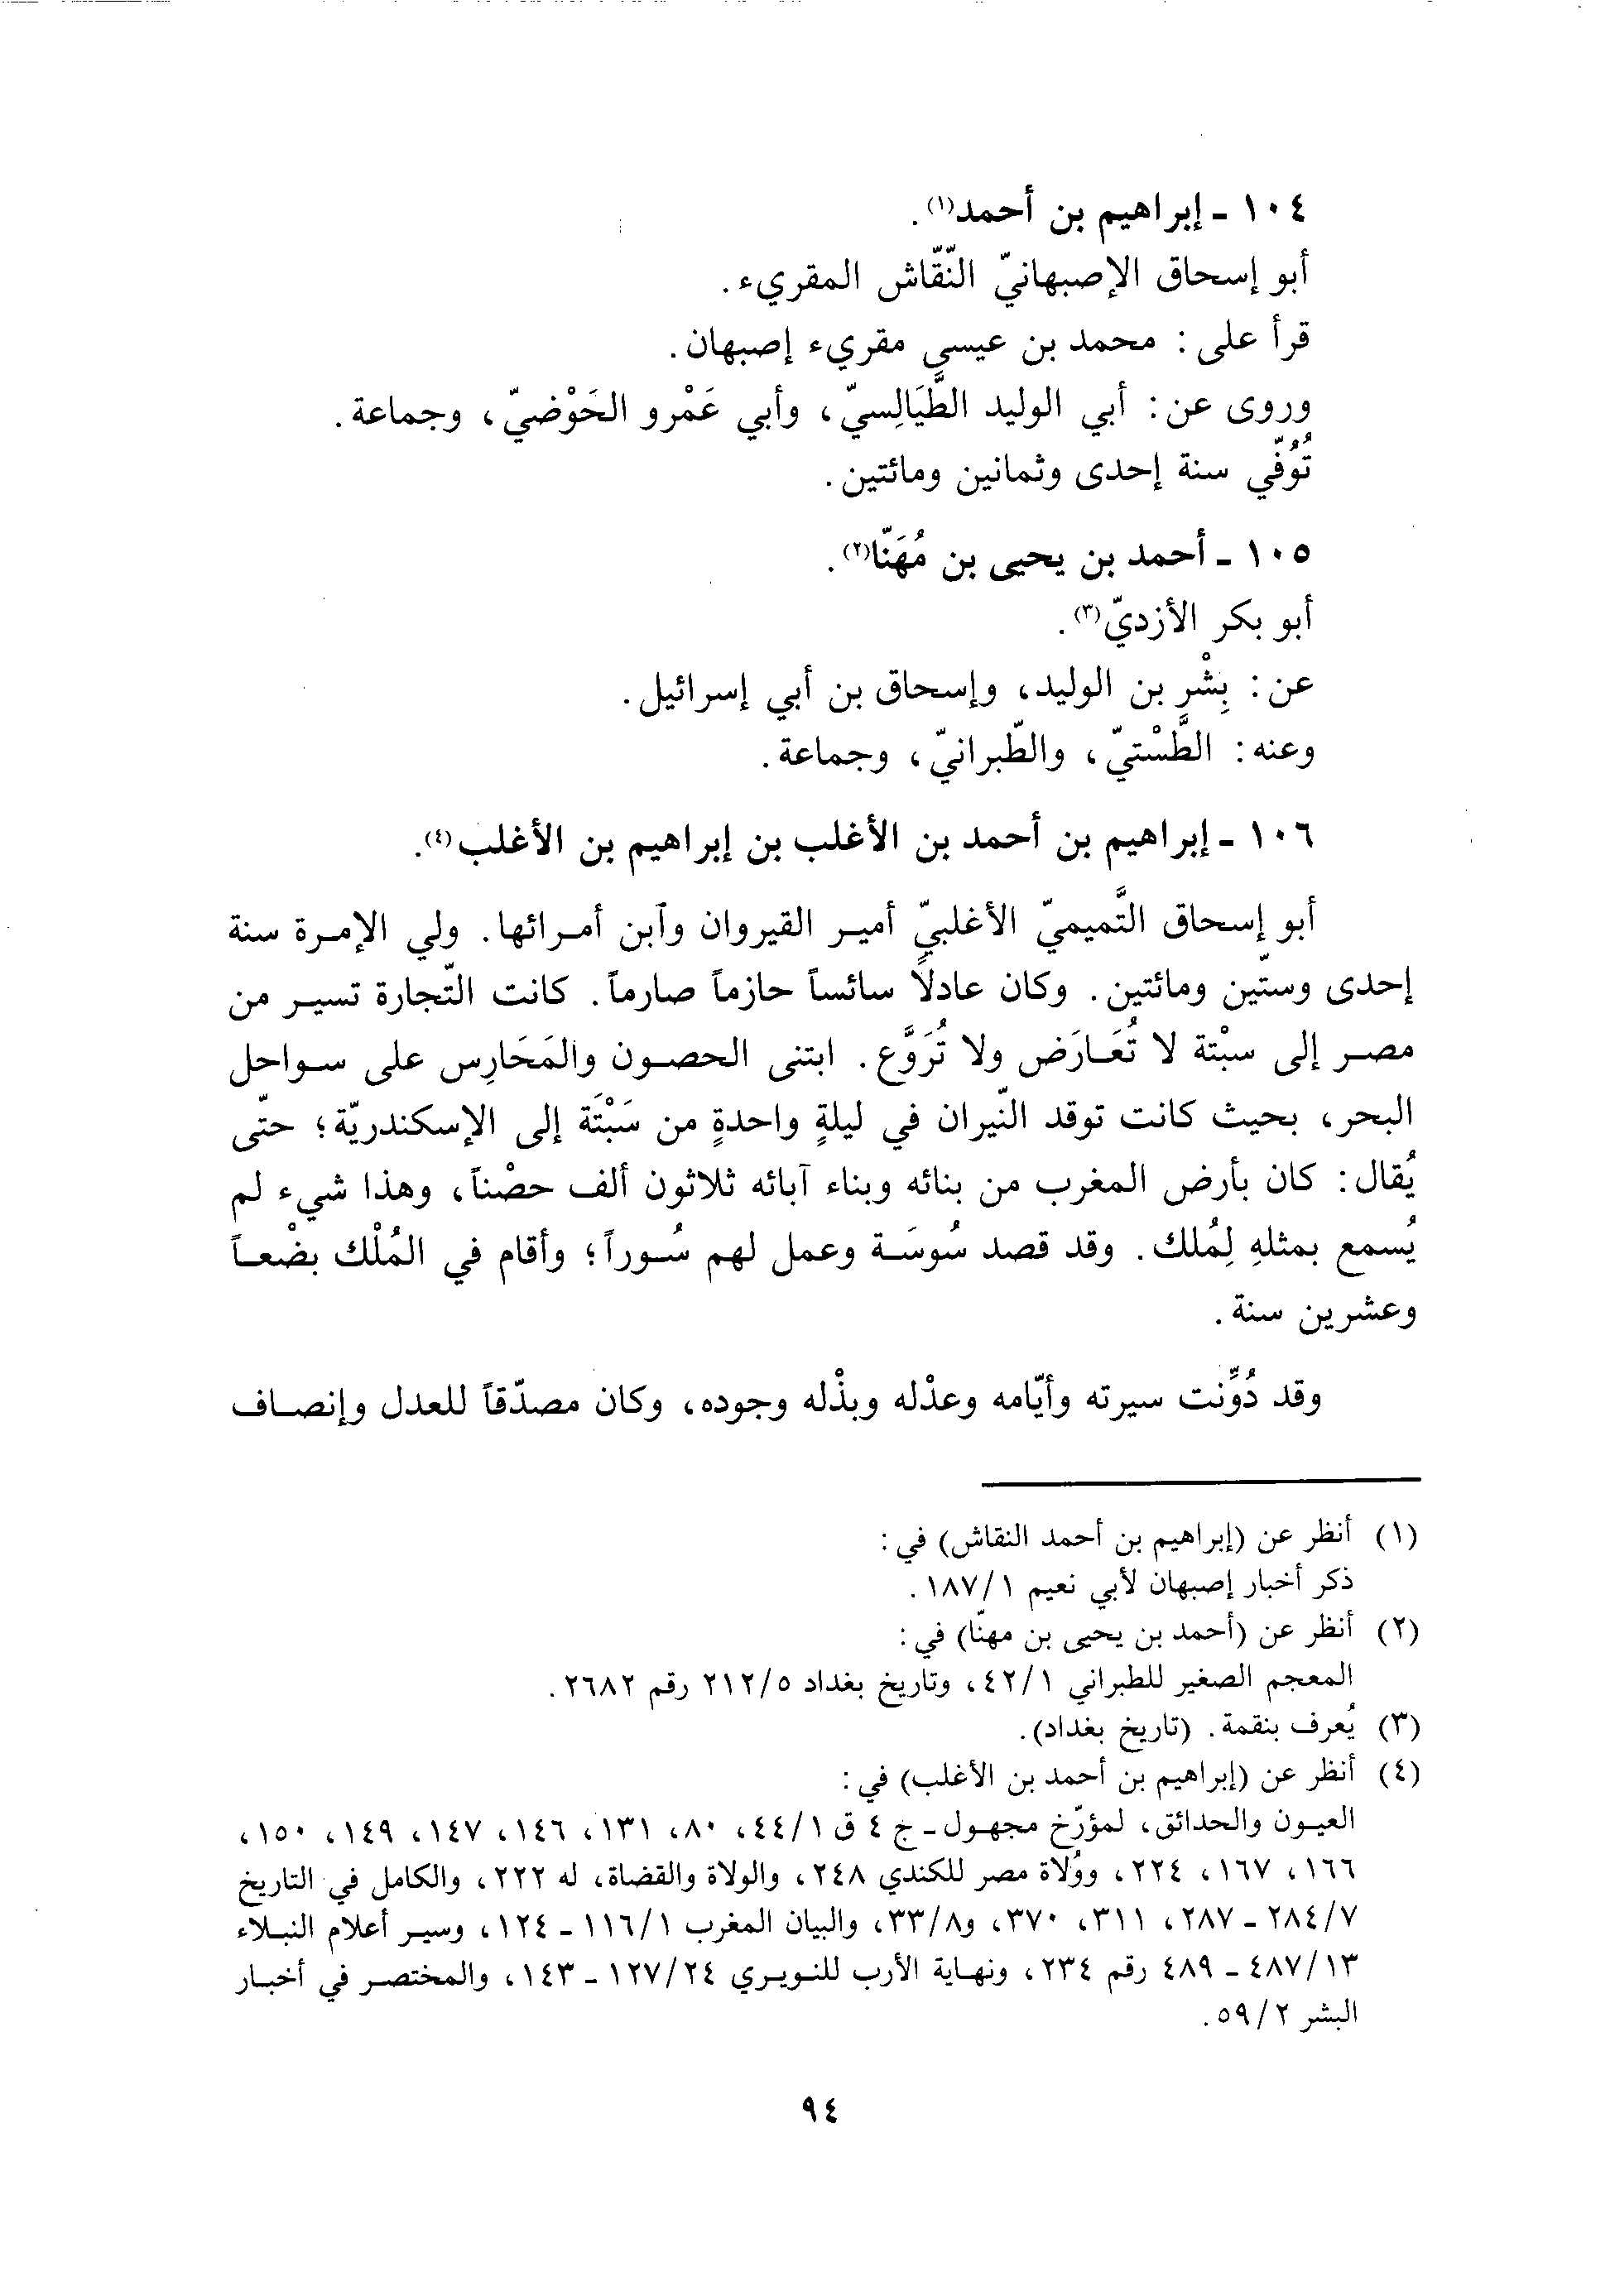 ١٠٤ - إبراهيم بن أحمد(١).
أبو إسحاق الإصبهانيّ النّقّاش المقريء.
قرأ على: محمد بن عيسى مقريء إصبهان.
وروى عن: أبي الوليد الطَّيَالِسيّ، وأبي عَمْرو الحَوْضيّ، وجماعة.
تُوُفّي سنة إحدى وثمانين ومائتين.
١٠٥ - أحمد بن يحيى بن مُهَنّا(٢).
أبو بكر الأزديّ(٣).
عن: بِشْرِ بن الوليد، وإسحاق بن أبي إسرائيل.
وعنه: الطَّسْتيّ، والطّبرانيّ، وجماعة.
١٠٦ - إبراهيم بن أحمد بن الأغلب بن إبراهيم بن الأغلب(٤).
أبو إسحاق التَّميميّ الأغلبيّ أمير القيروان وآبن أمرائها. ولي الإمرة سنة
إحدى وستّين ومائتين. وكان عادلاً سائساً حازماً صارماً. كانت التّجارة تسير من
مصر إلى سبْتة لا تُعَارَض ولا تُرَوَّع. ابتنى الحصون والمَحَارِس على سواحل
البحر، بحيث كانت توقد النّيران في ليلةٍ واحدةٍ من سَبْتَة إلى الإسكندريّة؛ حتّى
يُقال: كان بأرض المغرب من بنائه وبناء آبائه ثلاثون ألف حصْناً، وهذا شيء لم
يُسمع بمثلهِ لِمُلك. وقد قصد سُوسَة وعمل لهم سُوراً؛ وأقام في المُلْك بضْعاً
وعشرين سنة.
وقد دُوِّنت سيرته وأيّامه وعذْله وبذْله وجوده، وكان مصدّقاً للعدل وإنصاف
(١) أنظر عن (إبراهيم بن أحمد النقاش) في:
ذكر أخبار إصبهان لأبي نعيم ١/ ١٨٧.
(٢) أنظر عن (أحمد بن يحيى بن مهنّا) في:
المعجم الصغير للطبراني ١/ ٤٢، وتاريخ بغداد ٥/ ٢١٢ رقم ٢٦٨٢.
(٣) يُعرف بنقمة. (تاريخ بغداد).
(٤) أنظر عن (إبراهيم بن أحمد بن الأغلب) في:
العيون والحدائق، لمؤرّخ مجهول - ج ٤ ق ١/ ٤٤، ٨٠، ١٣١، ١٤٦، ١٤٧، ١٤٩، ١٥٠،
١٦٦، ١٦٧، ٢٢٤، ووُلاة مصر للكندي ٢٤٨، والولاة والقضاة، له ٢٢٢، والكامل في التاريخ
٧/ ٢٨٤ - ٢٨٧، ٣١١، ٣٧٠، و٨/ ٣٣، والبيان المغرب ١/ ١١٦ - ١٢٤، وسير أعلام النبلاء
١٣/ ٤٨٧ - ٤٨٩ رقم ٢٣٤، ونهاية الأرب للنويري ٢٤/ ١٢٧ - ١٤٣، والمختصر في أخبار
البشر ٢/ ٥٩.
٩٤